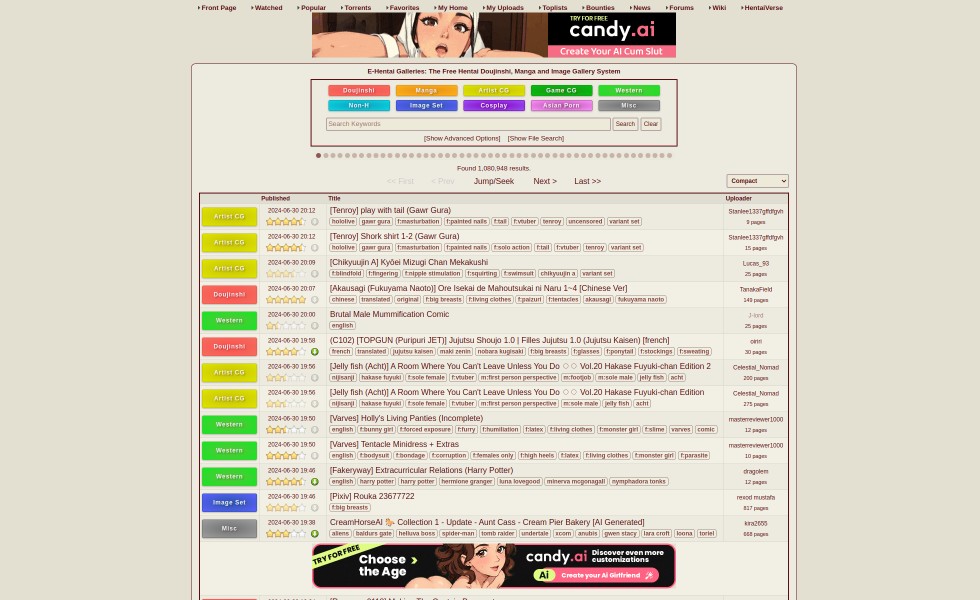 Front Page Watched Popular Torrents Favorites My Home My Uploads Toplists Bounties News Forums Wiki HentaiVerse
TRY FOR FREE
candy.ai
Create Your AI Cum Slut
E-Hentai Galleries: The Free Hentai Doujinshi, Manga and Image Gallery System
Doujinshi Manga Artist CG Game CG Western
Non-H Image Set Cosplay Asian Porn Misc
Search Keywords Search Clear
[Show Advanced Options] [Show File Search]
Found 1,080,948 results.
<< First < Prev Jump/Seek Next > Last >> Compact
Published Title Uploader
Artist CG 2024-06-30 20:12 [Tenroy] play with tail (Gawr Gura) Stanlee1337gffdfgvh
hololive gawr gura f:masturbation f:painted nails f:tail f:vtuber tenroy uncensored variant set 9 pages
Artist CG 2024-06-30 20:12 [Tenroy] Shork shirt 1-2 (Gawr Gura) Stanlee1337gffdfgvh
hololive gawr gura f:masturbation f:painted nails f:solo action f:tail f:vtuber tenroy variant set 15 pages
Artist CG 2024-06-30 20:09 [Chikyuujin A] Kyōei Mizugi Chan Mekakushi Lucas_93
f:blindfold f:fingering f:nipple stimulation f:squirting f:swimsuit chikyuujin a variant set 25 pages
Doujinshi 2024-06-30 20:07 [Akausagi (Fukuyama Naoto)] Ore Isekai de Mahoutsukai ni Naru 1~4 [Chinese Ver] TanakaField
chinese translated original f:big breasts f:living clothes f:paizuri f:tentacles akausagi fukuyama naoto 149 pages
Western 2024-06-30 20:00 Brutal Male Mummification Comic J-lord
english 25 pages
Doujinshi 2024-06-30 19:58 (C102) [TOPGUN (Puripuri JET)] Jujutsu Shoujo 1.0 | Filles Jujutsu 1.0 (Jujutsu Kaisen) [french] oiriri
french translated jujutsu kaisen maki zenin nobara kugisaki f:big breasts f:glasses f:ponytail f:stockings f:sweating 30 pages
Artist CG 2024-06-30 19:56 [Jelly fish (Acht)] A Room Where You Can't Leave Unless You Do ○○ Vol.20 Hakase Fuyuki-chan Edition 2 Celestial_Nomad
nijisanji hakase fuyuki f:sole female f:vtuber m:first person perspective m:footjob m:sole male jelly fish acht 200 pages
Artist CG 2024-06-30 19:56 [Jelly fish (Acht)] A Room Where You Can't Leave Unless You Do ○○ Vol.20 Hakase Fuyuki-chan Edition Celestial_Nomad
nijisanji hakase fuyuki f:sole female f:vtuber m:first person perspective m:sole male jelly fish acht 275 pages
Western 2024-06-30 19:50 [Varves] Holly's Living Panties (Incomplete) masterreviewer1000
english f:bunny girl f:forced exposure f:furry f:humiliation f:latex f:living clothes f:monster girl f:slime varves comic 12 pages
Western 2024-06-30 19:50 [Varves] Tentacle Minidress + Extras masterreviewer1000
english f:bodysuit f:bondage f:corruption f:females only f:high heels f:latex f:living clothes f:monster girl f:parasite 10 pages
Western 2024-06-30 19:46 [Fakeryway] Extracurricular Relations (Harry Potter) dragolem
english harry potter harry potter hermione granger luna lovegood minerva mcgonagall nymphadora tonks 12 pages
Image Set 2024-06-30 19:46 [Pixiv] Rouka 23677722 rexod mustafa
f:big breasts 817 pages
Misc 2024-06-30 19:38 CreamHorseAI 🐎 Collection 1 - Update - Aunt Cass - Cream Pier Bakery [AI Generated] kira2655
aliens baldurs gate helluva boss spider-man tomb raider undertale xcom anubis gwen stacy lara croft loona toriel 668 pages
TRY FOR FREE
Choose the Age
candy.ai
Discover even more customizations
Ai Create your AI Girlfriend